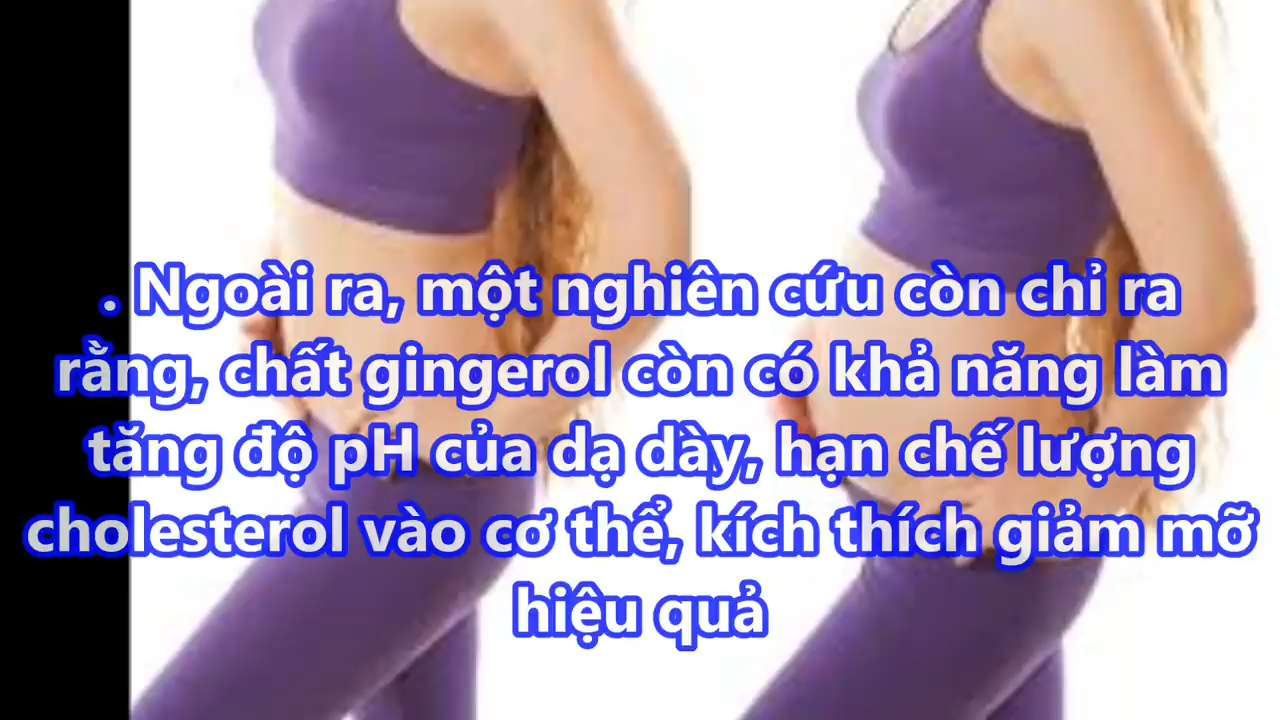 . Ngoài ra, một nghiên cứu còn chỉ ra
rằng, chất gingerol còn có khả năng làm
tăng độ pH của dạ dày, hạn chế lượng
cholesterol vào cơ thể, kích thích giảm mỡ
hiệu quả